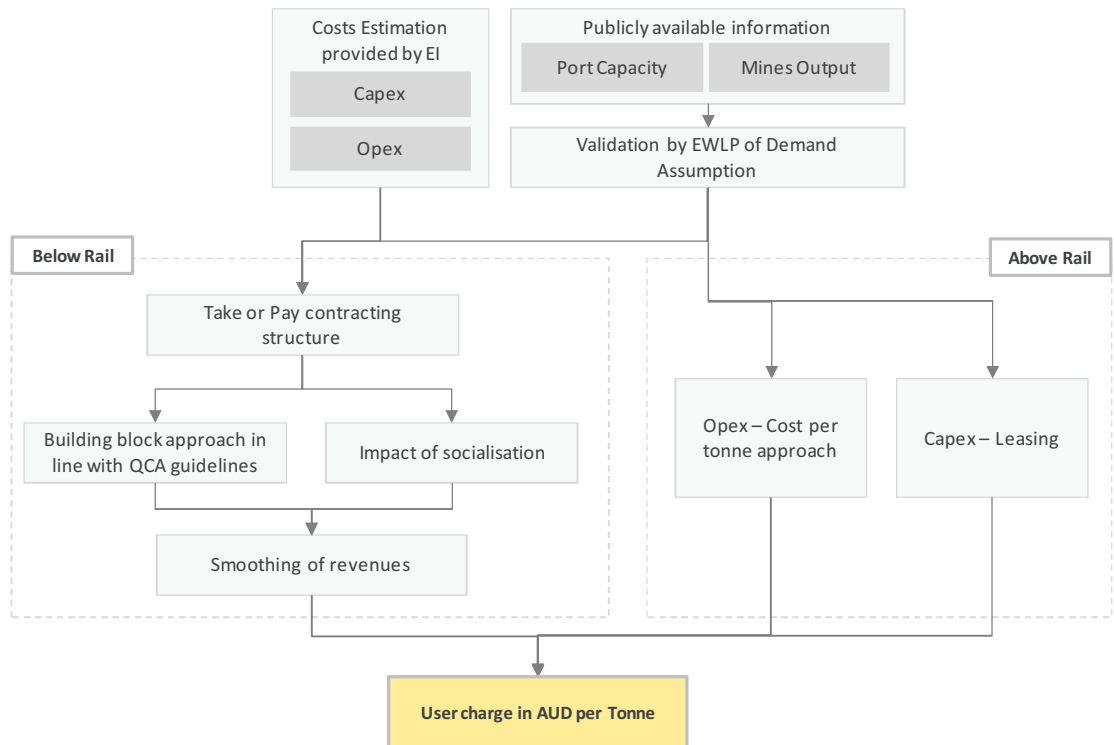 Costs Estimation
provided by EI
Capex
Opex
Publicly available information
Port Capacity
Mines Output
Validation by EWLP of Demand
Assumption
Below Rail
Above Rail
Take or Pay contracting
structure
Building block approach in
line with QCA guidelines
Impact of socialisation
Opex – Cost per
tonne approach
Capex – Leasing
Smoothing of revenues
User charge in AUD per Tonne